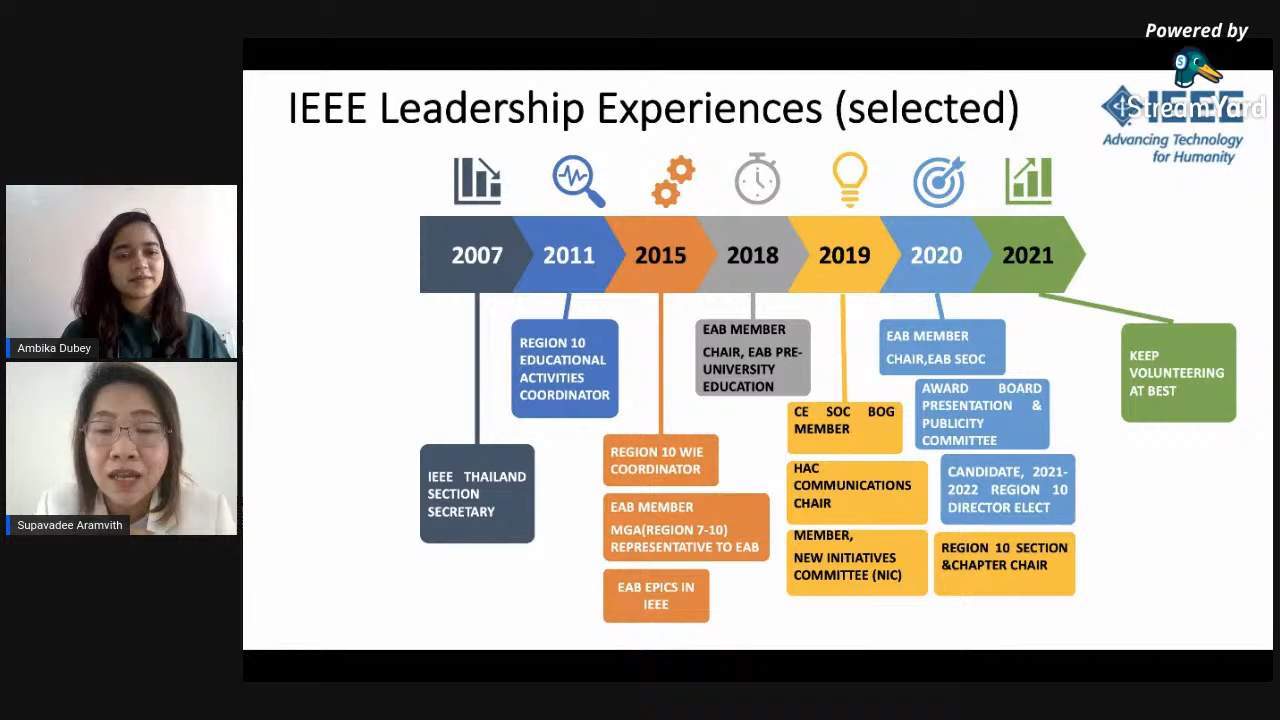 Powered by
StreamYard
IEEE Leadership Experiences (selected)
IEEE
Advancing Technology
for Humanity
2007
2011
2015
2018
2019
2020
2021
IEEE THAILAND
SECTION
SECRETARY
REGION 10
EDUCATIONAL
ACTIVITIES
COORDINATOR
REGION 10 WIE
COORDINATOR
EAB MEMBER
MGA(REGION 7-10)
REPRESENTATIVE TO EAB
EAB EPICS IN
IEEE
EAB MEMBER
CHAIR, EAB PRE-
UNIVERSITY
EDUCATION
CE SOC BOG
MEMBER
HAC
COMMUNICATIONS
CHAIR
MEMBER,
NEW INITIATIVES
COMMITTEE (NIC)
EAB MEMBER
CHAIR,EAB SEOC
AWARD BOARD
PRESENTATION &
PUBLICITY
COMMITTEE
CANDIDATE, 2021-
2022 REGION 10
DIRECTOR ELECT
REGION 10 SECTION
&CHAPTER CHAIR
KEEP
VOLUNTEERING
AT BEST
Ambika Dubey
Supavadee Aramvith